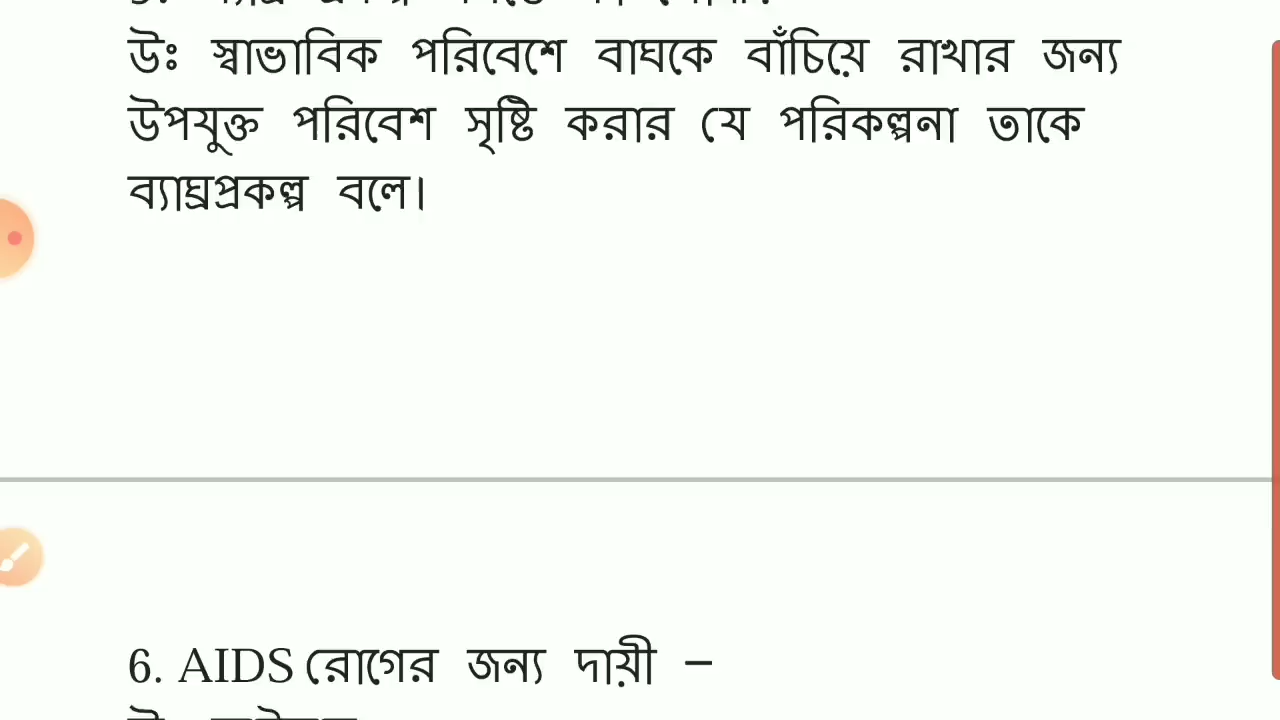 উঃ স্বাভাবিক পরিবেশে বাঘকে বাঁচিয়ে রাখার জন্য
উপযুক্ত পরিবেশ সৃষ্টি করার যে পরিকল্পনা তাকে
ব্যাঘ্রপ্রকল্প বলে।
6. AIDS রোগের জন্য দায়ী –